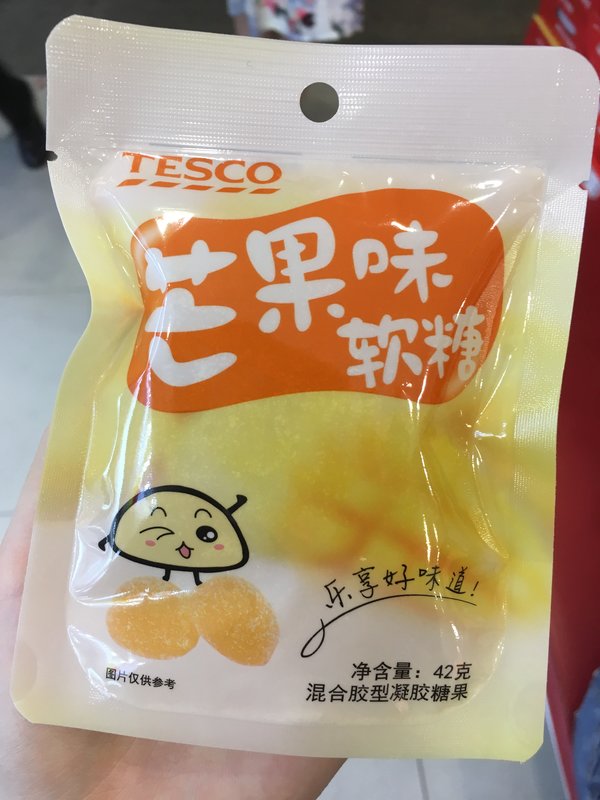 TESCO
芒果味
软糖
乐享好味道!
图片仅供参考
净含量：42克
混合胶型凝胶糖果